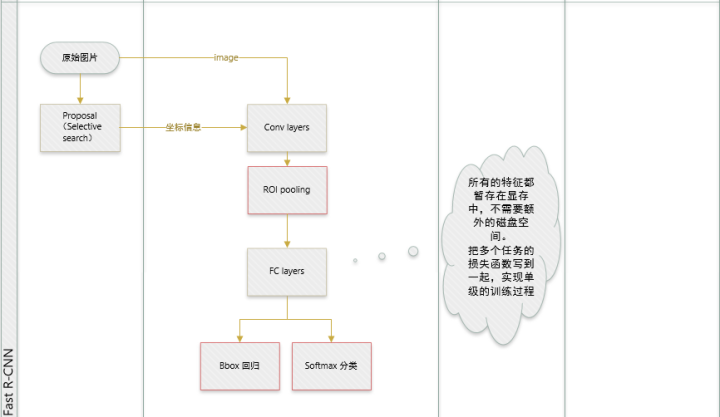 原始图片
image
Proposal
（Selective
search）
坐标信息
Conv layers
ROI pooling
FC layers
Bbox 回归
Softmax 分类
所有的特征都
暂存在显存
中，不需要额
外的磁盘空
间。
把多个任务的
损失函数写到
一起，实现单
级的训练过程
Fast R-CNN